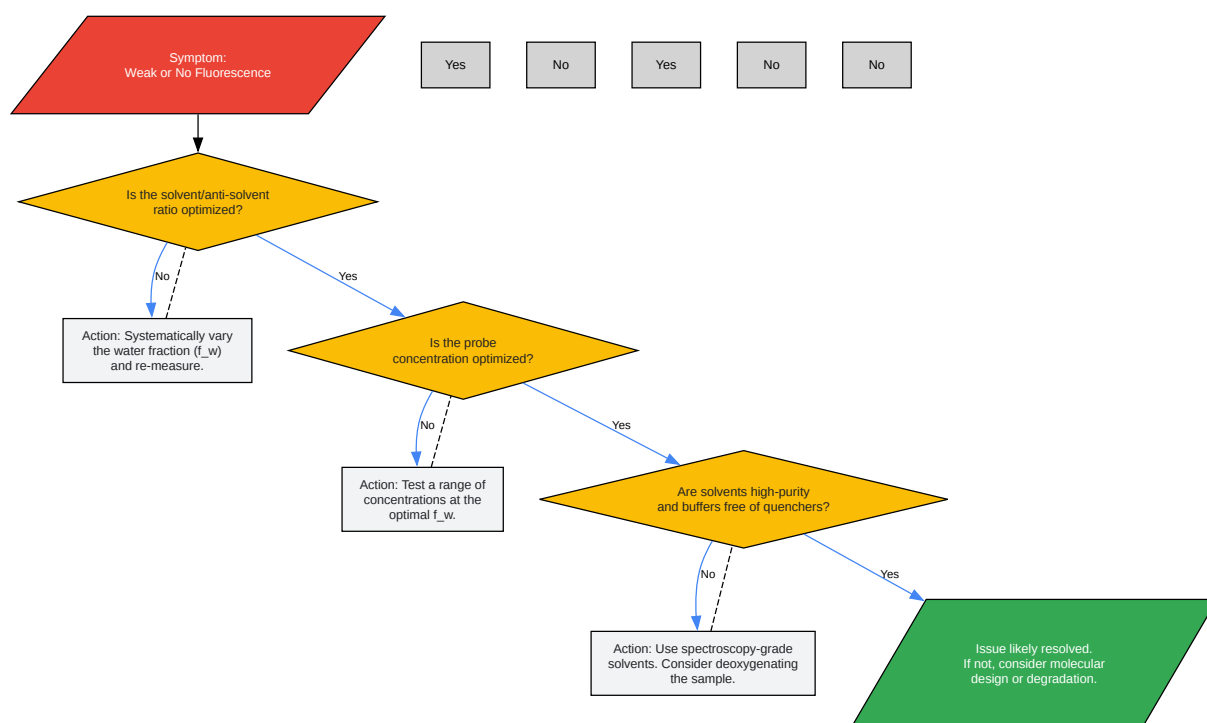 Symptom:
Weak or No Fluorescence
Yes
No
Yes
No
No
Is the solvent/anti-solvent
ratio optimized?
No
Yes
Action: Systematically vary
the water fraction (f_w)
and re-measure.
Is the probe
concentration optimized?
No
Yes
Action: Test a range of
concentrations at the
optimal f_w.
Are solvents high-purity
and buffers free of quenchers?
No
Yes
Action: Use spectroscopy-grade
solvents. Consider deoxygenating
the sample.
Issue likely resolved.
If not, consider molecular
design or degradation.